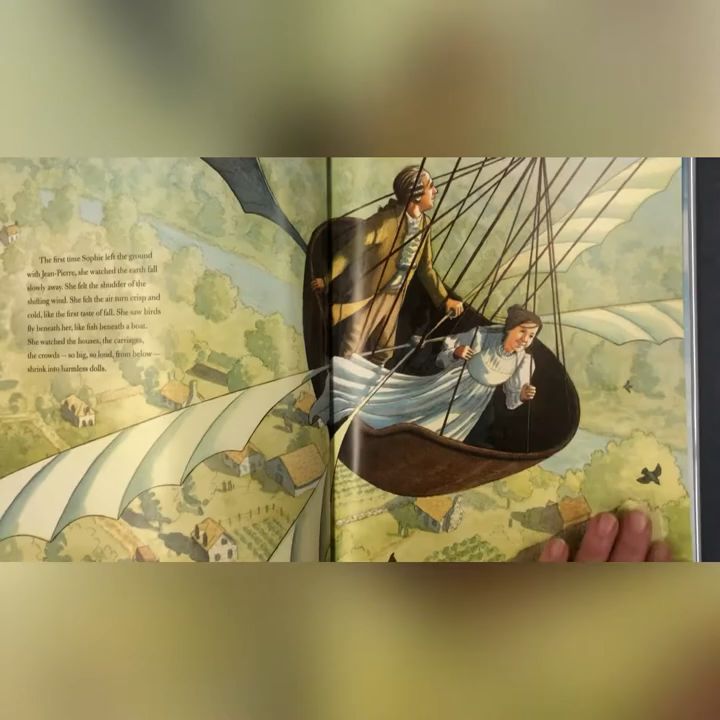 The first time Sophie left the ground
with Jean-Pierre, she watched the earth fall
slowly away. She felt the shudder of the
shifting wind. She felt the air turn crisp and
cold, like the first taste of fall. She saw birds
fly beneath her, like fish beneath a boat.
She watched the houses, the carriages,
the crowds — so big, so loud, from below —
shrink into harmless dolls.